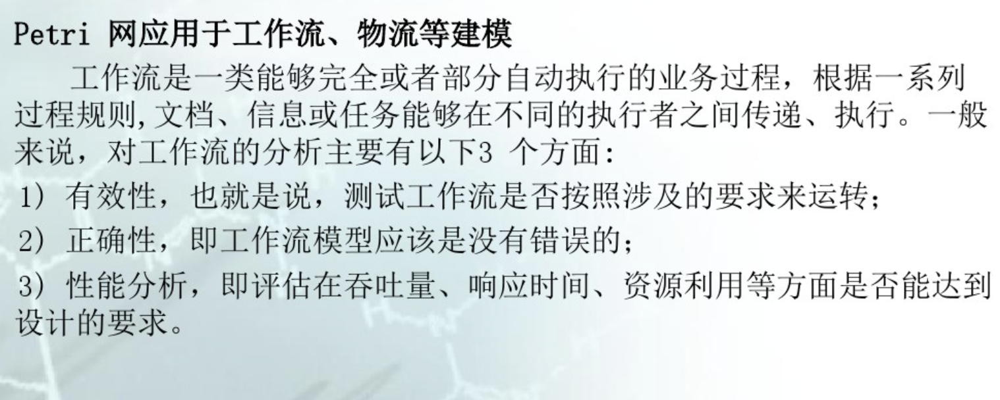 Petri 网应用于工作流、物流等建模
工作流是一类能够完全或者部分自动执行的业务过程，根据一系列
过程规则,文档、信息或任务能够在不同的执行者之间传递、执行。一般
来说，对工作流的分析主要有以下3 个方面:
1) 有效性，也就是说，测试工作流是否按照涉及的要求来运转;
2) 正确性，即工作流模型应该是没有错误的;
3) 性能分析，即评估在吞吐量、响应时间、资源利用等方面是否能达到
设计的要求。